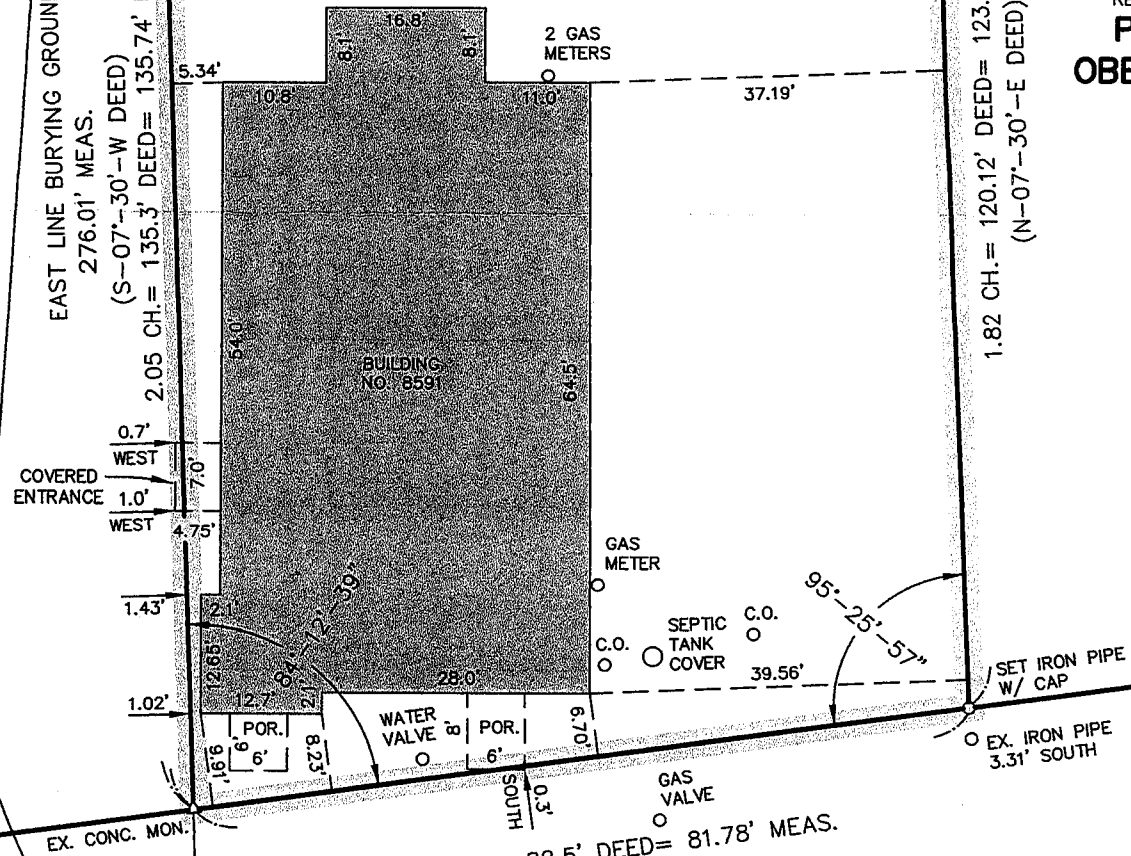 EAST LINE BURYING GROUN
276.01' MEAS.
(S-07°-30'-W DEED)
2.05 CH.= 135.3' DEED= 135.74'
16.8'
8.1'
8.1'
2 GAS
METERS
5.34'
10.8'
11.0'
37.19'
1.82 CH.= 120.12' DEED= 123.
(N-07°-30'-E DEED)
P
OBE
54.0'
BUILDING
NO. 8591
64.5'
0.7'
WEST
7.0'
COVERED
ENTRANCE
1.0'
WEST
4.75'
GAS
METER
1.43'
2.1'
84°-12'-39"
95°-25'-57"
C.O.
SEPTIC
TANK
COVER
C.O.
12.65'
28.0'
39.56'
SET IRON PIPE
W/ CAP
1.02'
12.7'
2.1'
POR.
6'
6'
WATER
VALVE
8'
POR.
6'
6.70'
9.91'
8.23'
EX. IRON PIPE
3.31' SOUTH
SOUTH
0.3'
GAS
VALVE
EX. CONC. MON.
5' DEED= 81.78' MEAS.